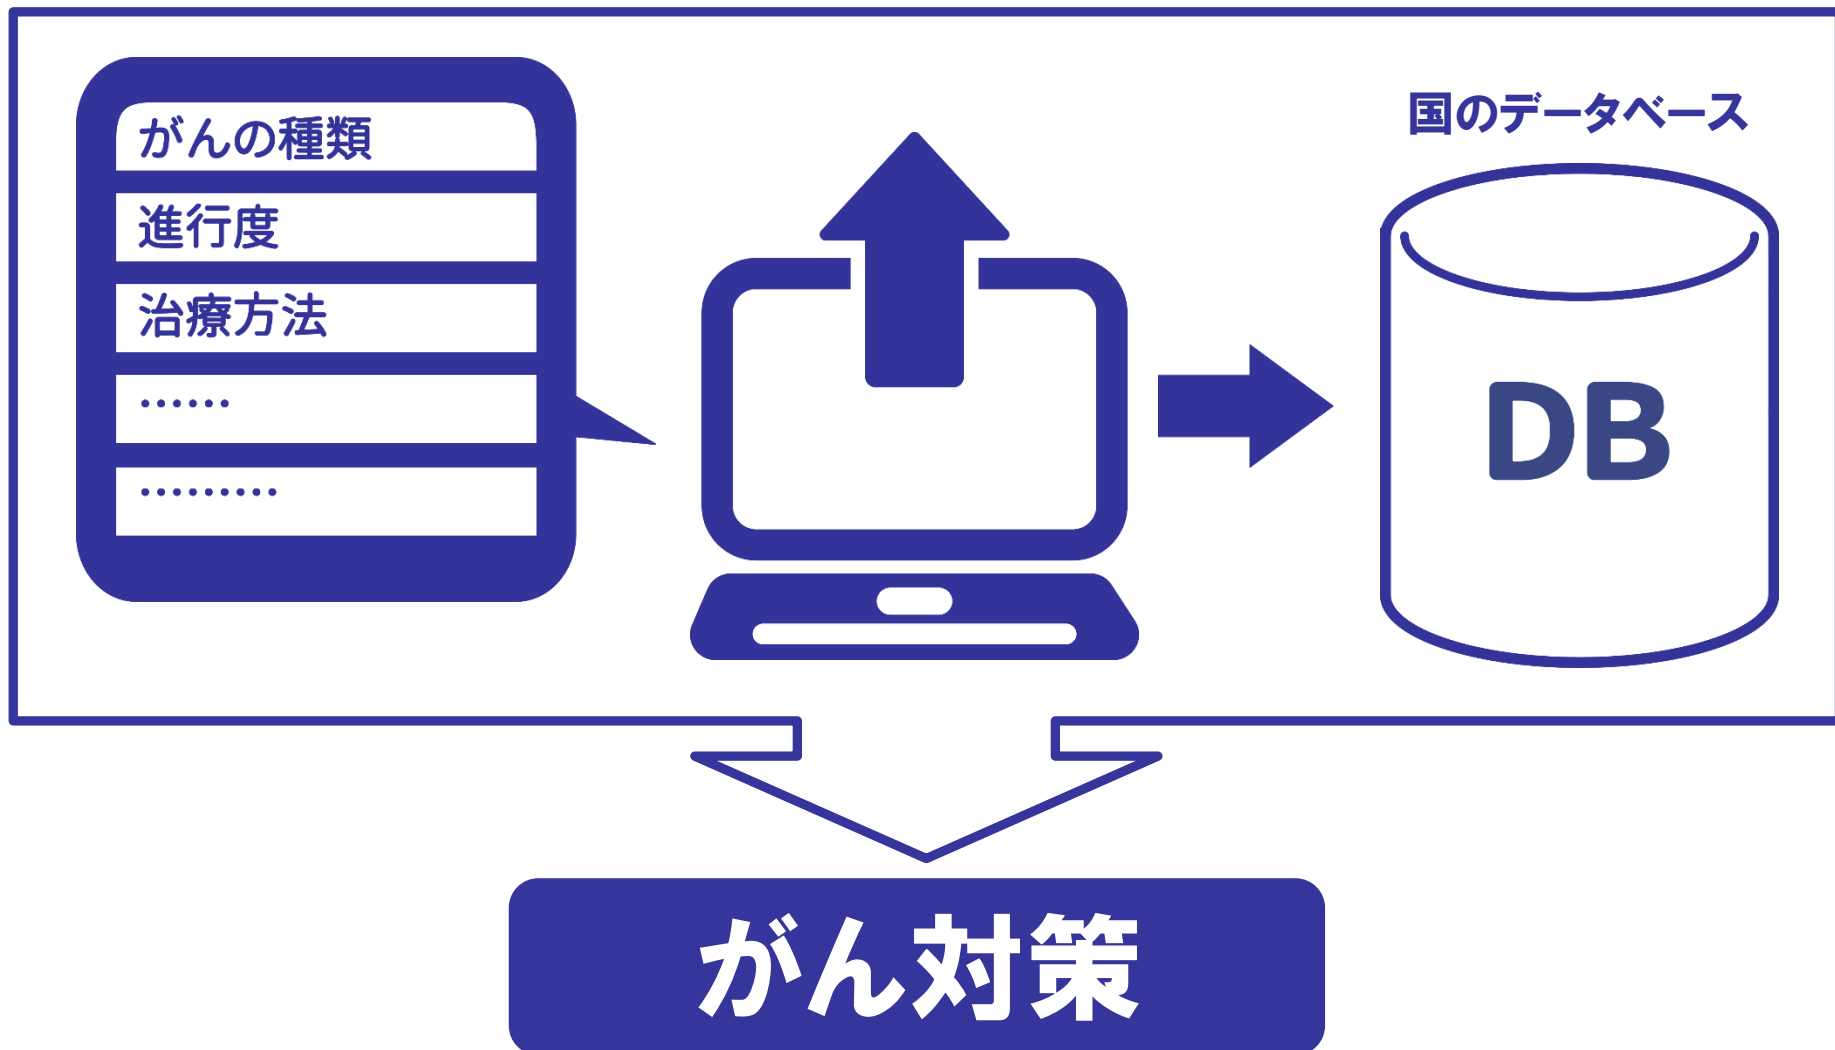 がんの種類
進行度
治療方法
……
………
国のデータベース
DB
がん対策